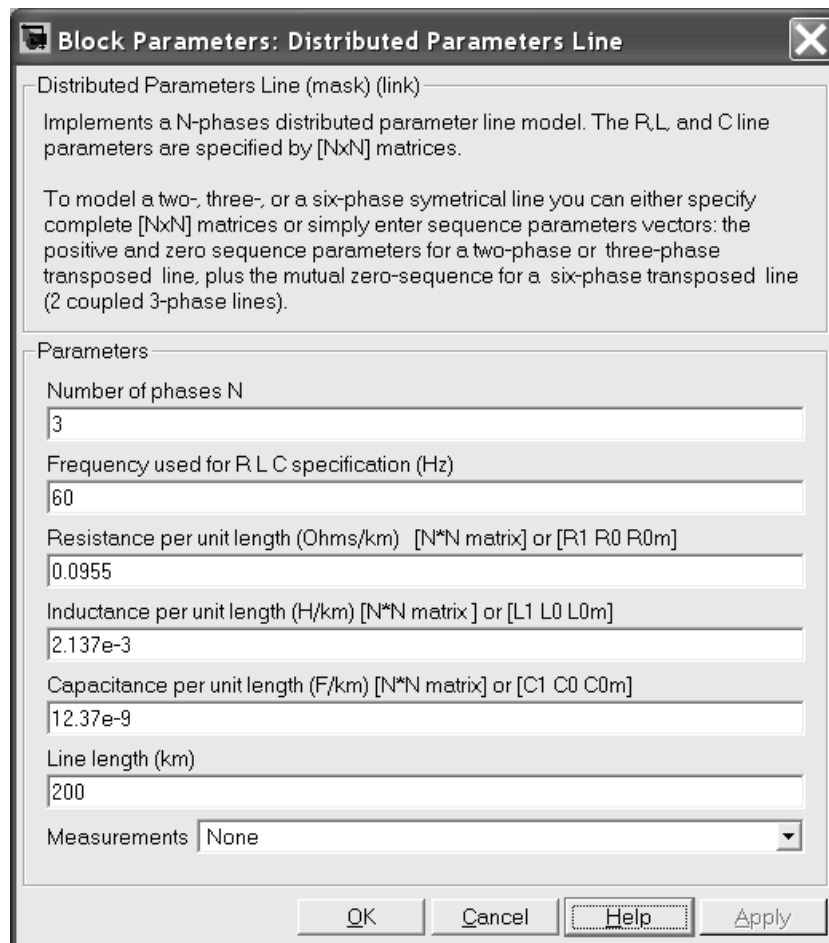 Block Parameters: Distributed Parameters Line
Distributed Parameters Line (mask) (link)
Implements a N-phases distributed parameter line model. The R,L, and C line
parameters are specified by [NxN] matrices.
To model a two-, three-, or a six-phase symetrical line you can either specify
complete [NxN] matrices or simply enter sequence parameters vectors: the
positive and zero sequence parameters for a two-phase or three-phase
transposed line, plus the mutual zero-sequence for a six-phase transposed line
(2 coupled 3-phase lines).
Parameters
Number of phases N
3
Frequency used for R L C specification (Hz)
60
Resistance per unit length (Ohms/km) [N*N matrix] or [R1 R0 R0m]
0.0955
Inductance per unit length (H/km) [N*N matrix ] or [L1 L0 L0m]
2.137e-3
Capacitance per unit length (F/km) [N*N matrix] or [C1 C0 C0m]
12.37e-9
Line length (km)
200
Measurements None
OK Cancel Help Apply